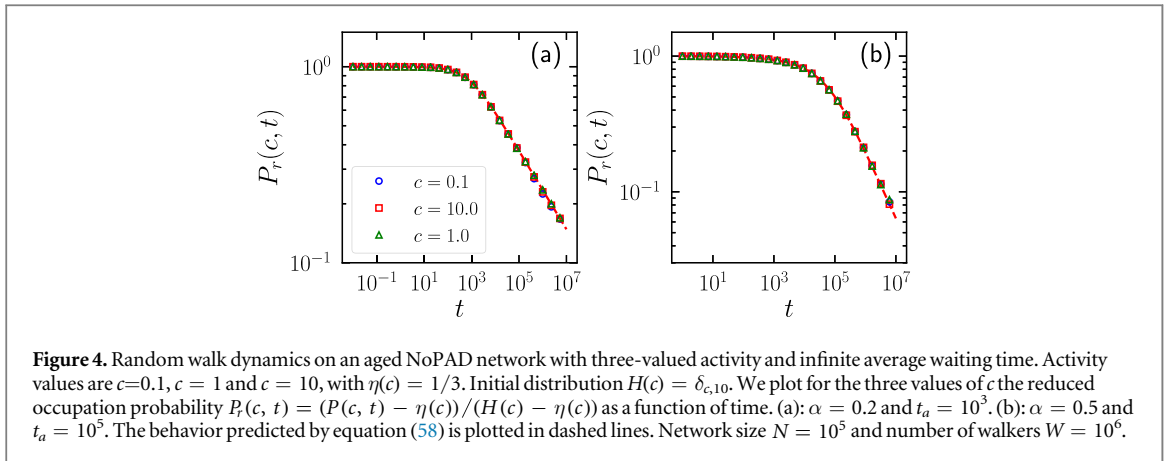 (a)
(b)
10^0
10^{-1}
P_r(c, t)
c = 0.1
c = 10.0
c = 1.0
10^{-1} 10^1 10^3 10^5 10^7
t
10^0
10^{-1}
P_r(c, t)
10^1 10^3 10^5 10^7
t
Figure 4. Random walk dynamics on an aged NoPAD network with three-valued activity and infinite average waiting time. Activity
values are c=0.1, c = 1 and c = 10, with η(c) = 1/3. Initial distribution H(c) = δ_{c,10}. We plot for the three values of c the reduced
occupation probability P_r(c, t) = (P(c, t) − η(c))/(H(c) − η(c)) as a function of time. (a): α = 0.2 and t_a = 10^3. (b): α = 0.5 and
t_a = 10^5. The behavior predicted by equation (58) is plotted in dashed lines. Network size N = 10^5 and number of walkers W = 10^6.